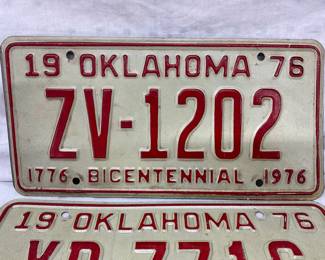 19 OKLAHOMA 76
ZV-1202
1776 BICENTENNIAL 1976
19 OKLAHOMA 76